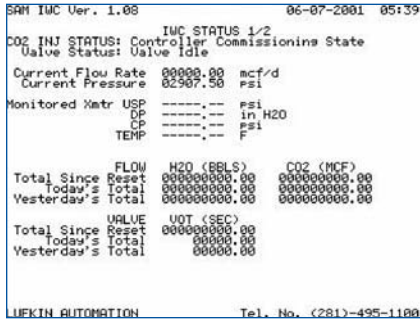 SAM IWC Ver. 1.08 06-07-2001 05:39
IWC STATUS 1/2
CO2 INJ STATUS: Controller Commissioning State
Valve Status: Valve Idle
Current Flow Rate 00000.00 mcf/d
Current Pressure 02907.50 psi
Monitored Xmtr USP -----.-- psi
DP -----.-- in H2O
CP -----.-- psi
TEMP -----.-- F
FLOW H2O (BBLS) CO2 (MCF)
Total Since Reset 000000000.00 000000000.00
Today's Total 000000000.00 000000000.00
Yesterday's Total 000000000.00 000000000.00
VALVE VOT (SEC)
Total Since Reset 000000000.00
Today's Total 00000.00
Yesterday's Total 00000.00
LUFKIN AUTOMATION Tel. No. (281)-495-1100